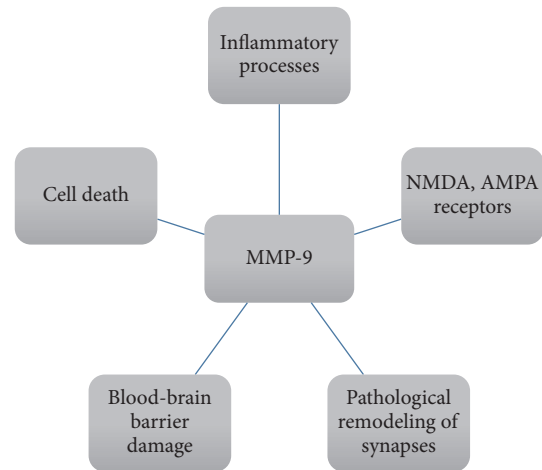 Inflammatory
processes
Cell death
NMDA, AMPA
receptors
MMP-9
Blood-brain
barrier
damage
Pathological
remodeling of
synapses